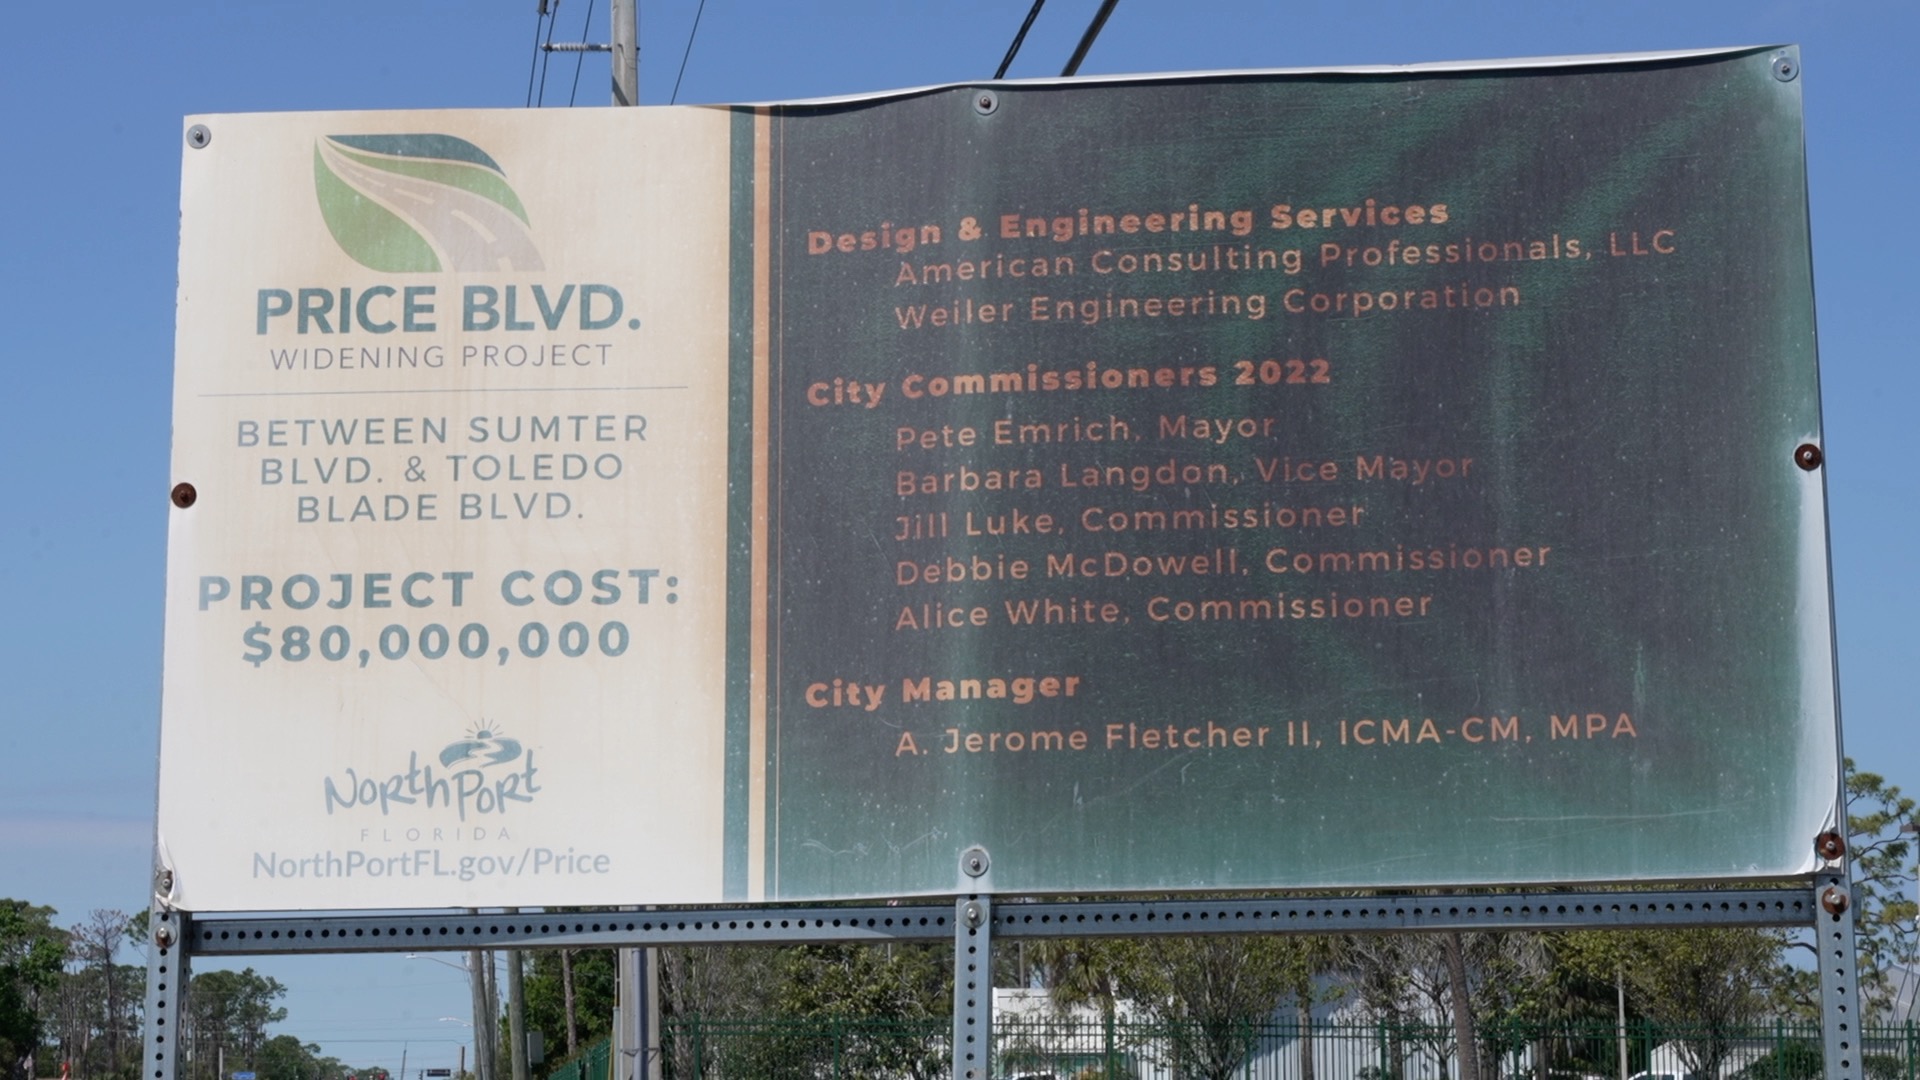 PRICE BLVD.
WIDENING PROJECT
BETWEEN SUMTER
BLVD. & TOLEDO
BLADE BLVD.
PROJECT COST:
$80,000,000
North Port
FLORIDA
NorthPortFL.gov/Price
Design & Engineering Services
American Consulting Professionals, LLC
Weiler Engineering Corporation
City Commissioners 2022
Pete Emrich, Mayor
Barbara Langdon, Vice Mayor
Jill Luke, Commissioner
Debbie McDowell, Commissioner
Alice White, Commissioner
City Manager
A. Jerome Fletcher II, ICMA-CM, MPA